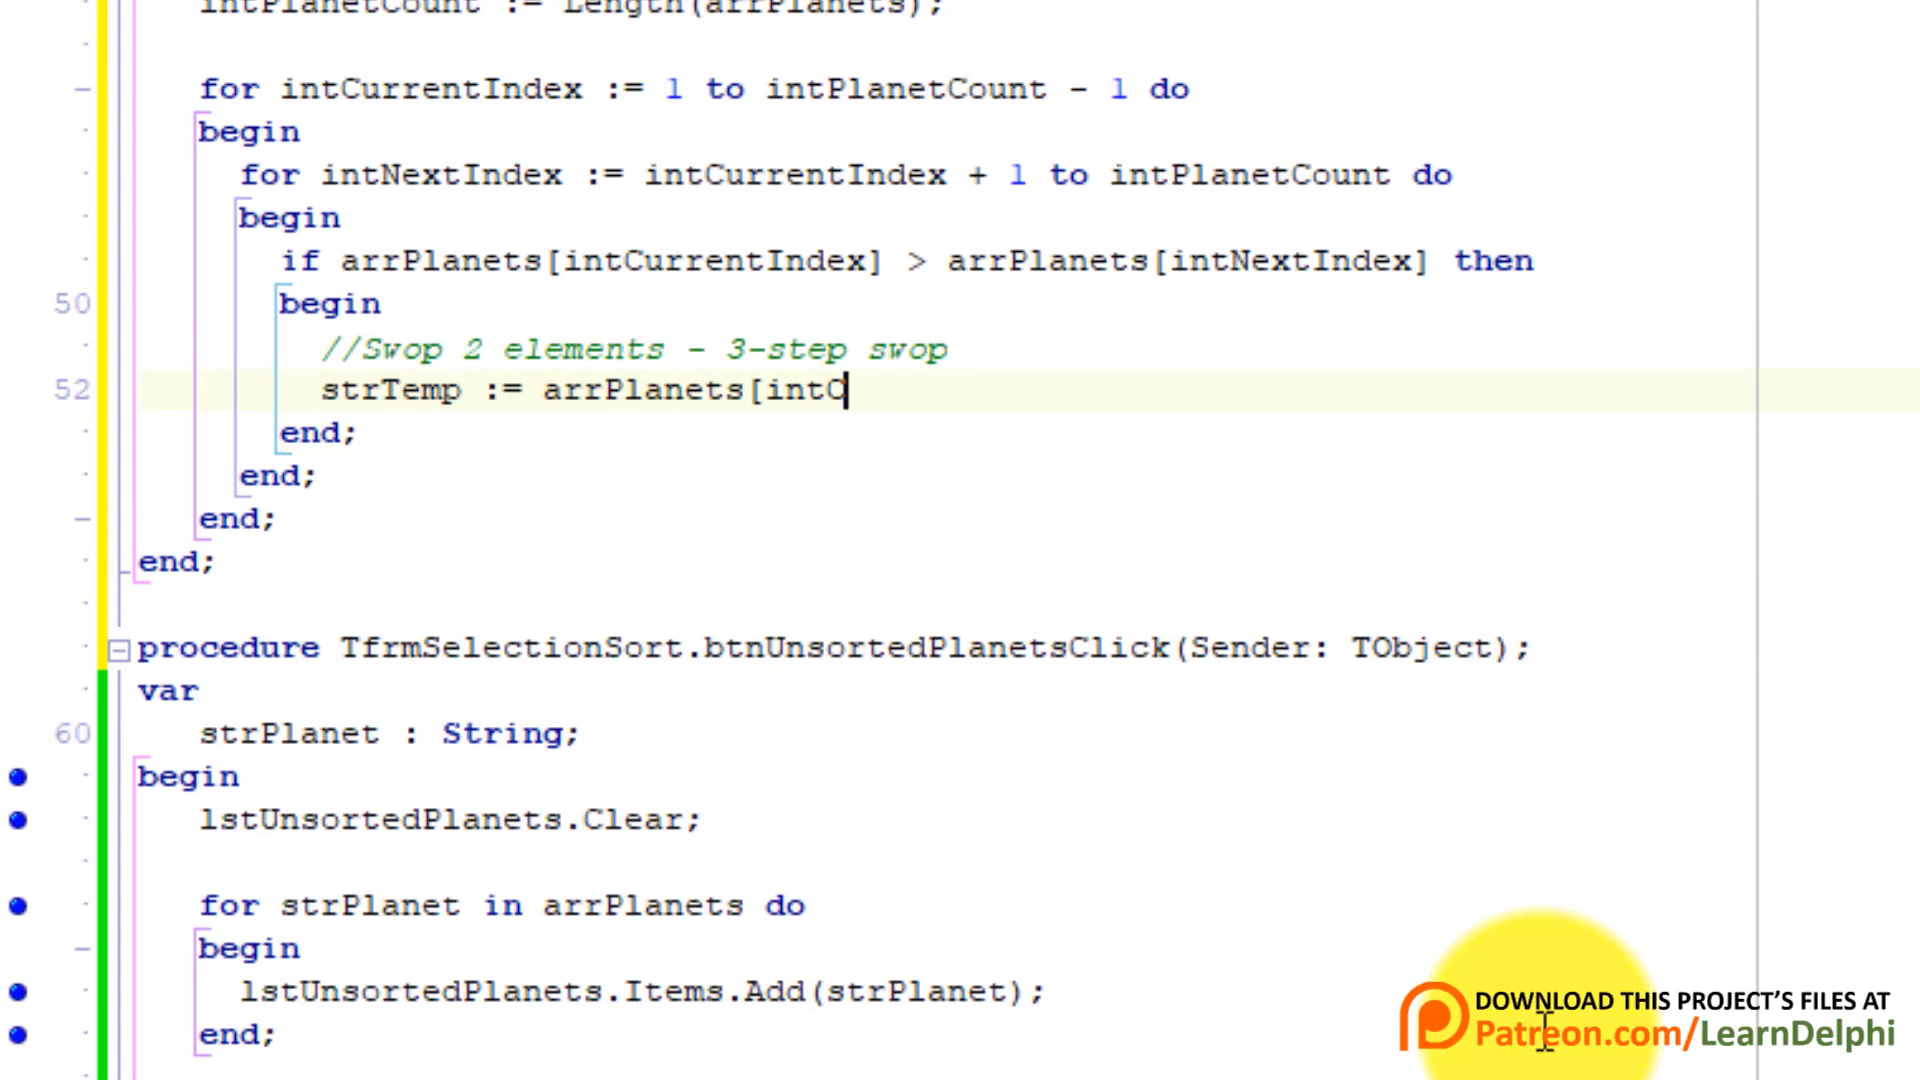 intPlanetCount := Length(arrPlanets);
for intCurrentIndex := 1 to intPlanetCount - 1 do
begin
for intNextIndex := intCurrentIndex + 1 to intPlanetCount do
begin
if arrPlanets[intCurrentIndex] > arrPlanets[intNextIndex] then
50
begin
//Swop 2 elements - 3-step swop
52
strTemp := arrPlanets[intC
end;
end;
end;
end;
procedure TfrmSelectionSort.btnUnsortedPlanetsClick(Sender: TObject);
var
60
strPlanet : String;
begin
lstUnsortedPlanets.Clear;
for strPlanet in arrPlanets do
begin
lstUnsortedPlanets.Items.Add(strPlanet);
end;
DOWNLOAD THIS PROJECT'S FILES AT
Patreon.com/LearnDelphi